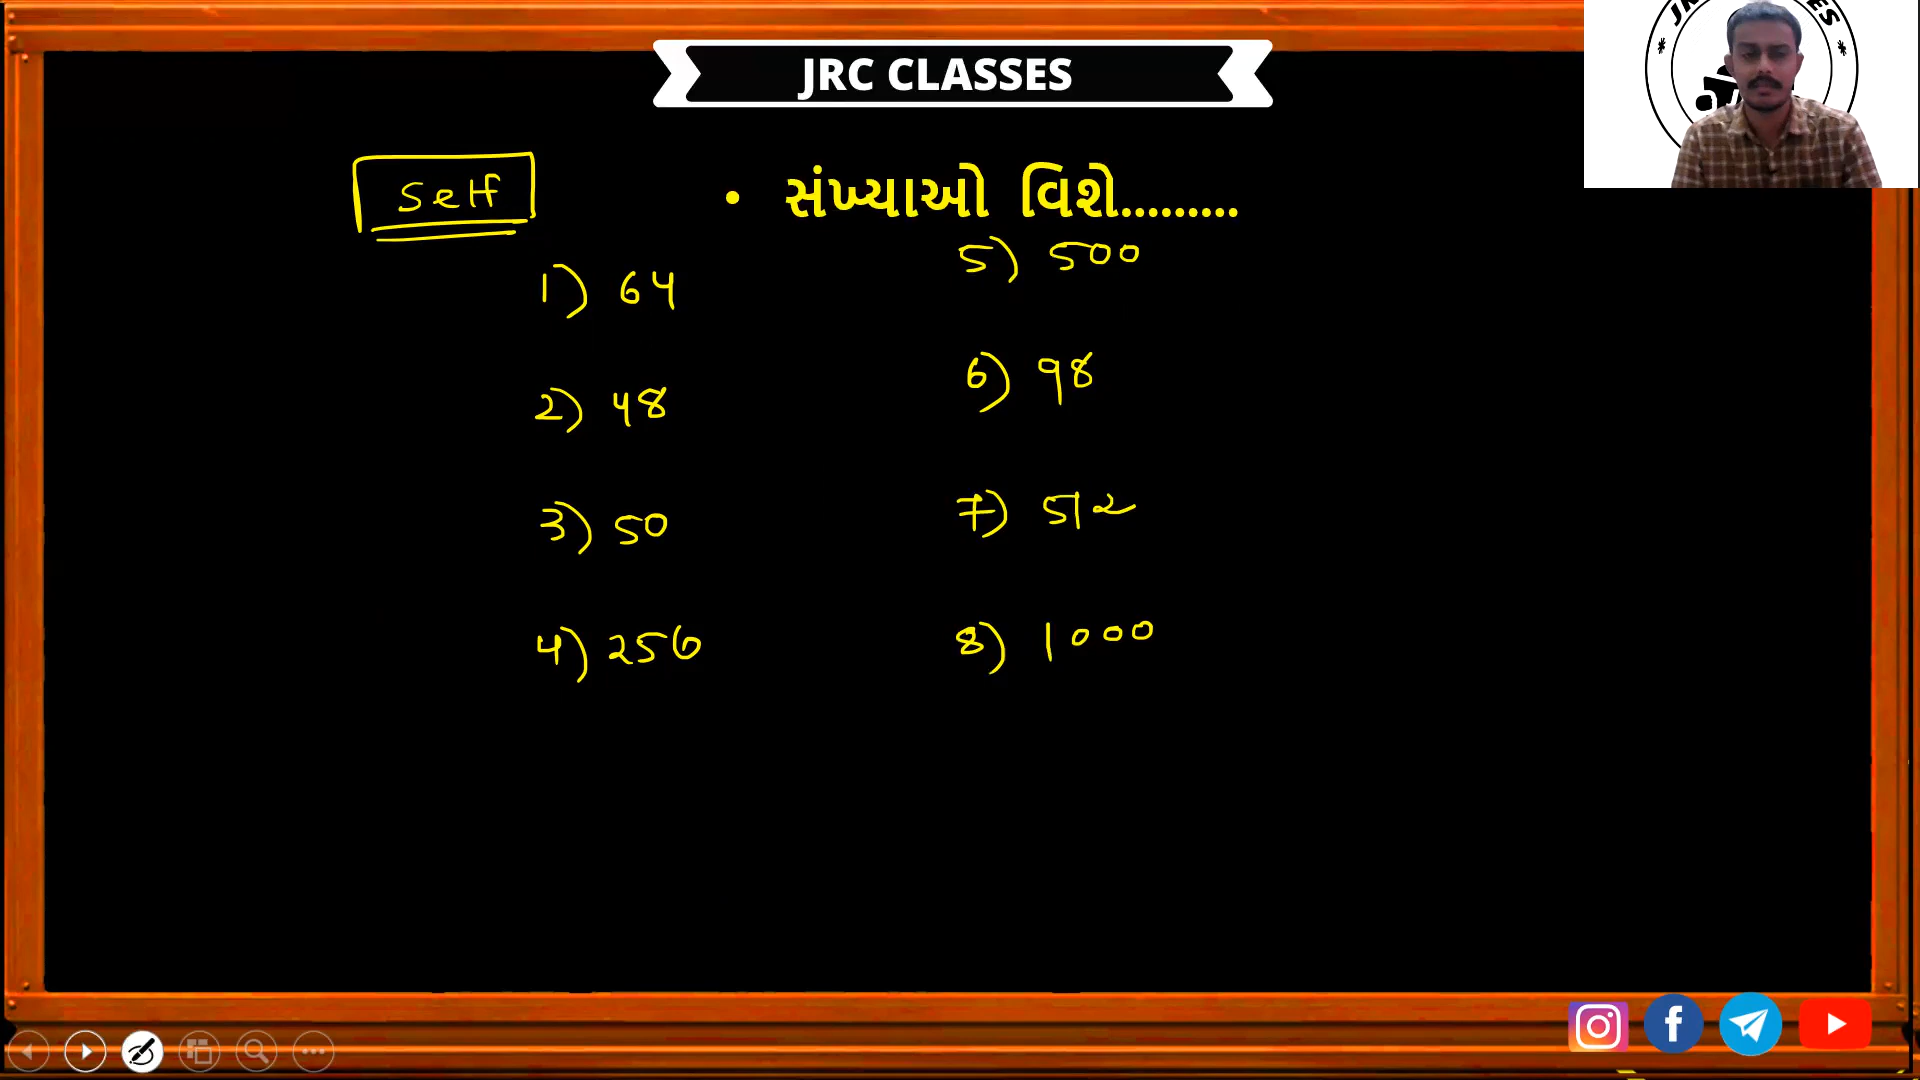 JRC CLASSES
Self
• સંખ્યાઓ વિશે.........
1) 64
2) 48
3) 50
4) 256
5) 500
6) 98
7) 512
8) 1000